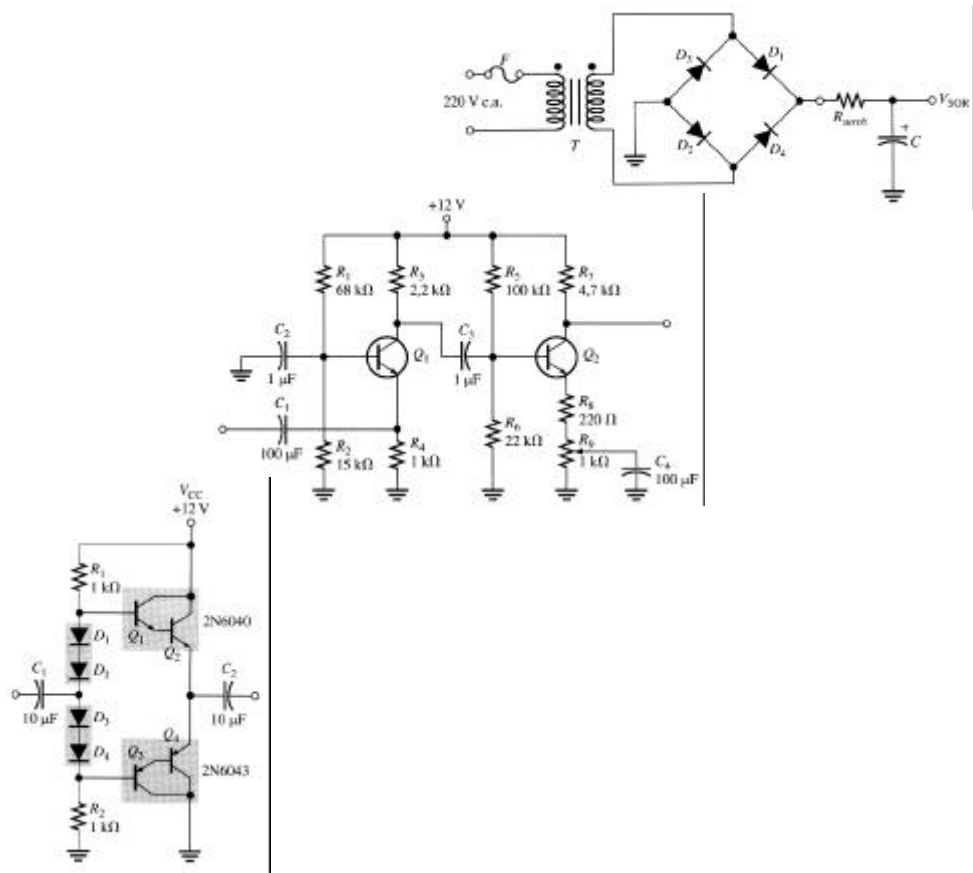 F
220 V c.a.
T
D3
D1
D2
D4
VSOR
+
C
+12 V
R1
68 kΩ
R3
2,2 kΩ
R5
100 kΩ
R7
4,7 kΩ
C2
1 µF
Q1
C3
1 µF
Q2
C1
100 µF
R2
15 kΩ
R4
1 kΩ
R6
22 kΩ
R8
220 Ω
R9
1 kΩ
C4
100 µF
VCC
+12 V
R1
1 kΩ
Q1
Q2
2N6040
D1
D1
C1
10 µF
C2
10 µF
D3
D4
Q3
Q4
2N6043
R2
1 kΩ